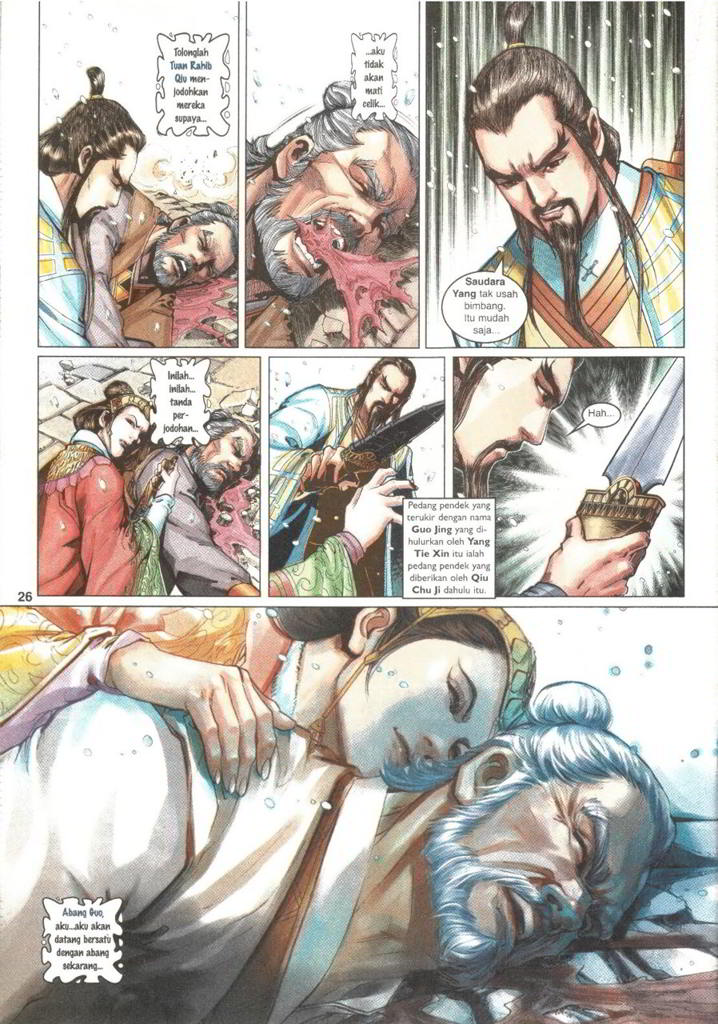 Tolonglah
Tuan Rahib
Qiu men-
jodohkan
mereka
supaya...
...aku
tidak
akan
mati
celik...
Saudara
Yang tak usah
bimbang.
Itu mudah
saja...
Inilah...
inilah...
tanda
per-
jodohan...
Pedang pendek yang
terukir dengan nama
Guo Jing yang di-
hulurkan oleh Yang
Tie Xin itu ialah
pedang pendek yang
diberikan oleh Qiu
Chu Ji dahulu itu.
Hah...
26
Abang Guo,
aku...aku akan
datang bersatu
dengan abang
sekarang...